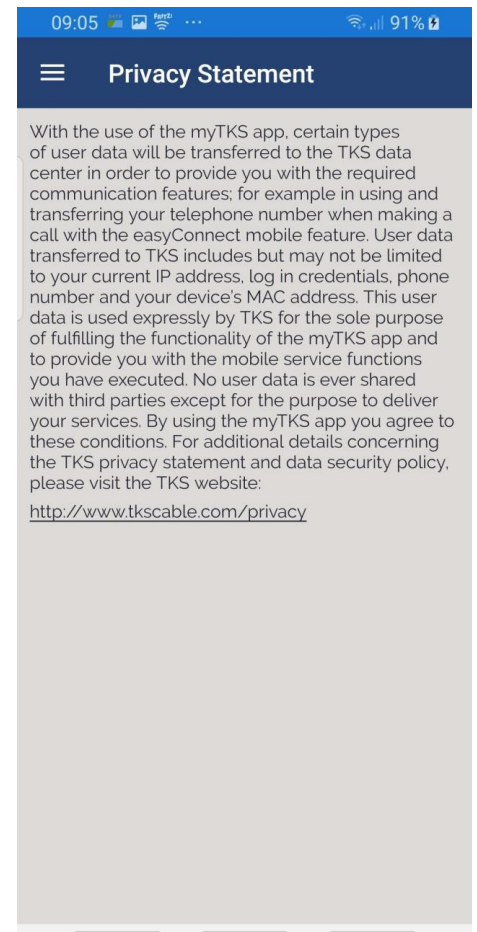 09:05 ... 91%
Privacy Statement
With the use of the myTKS app, certain types
of user data will be transferred to the TKS data
center in order to provide you with the required
communication features; for example in using and
transferring your telephone number when making a
call with the easyConnect mobile feature. User data
transferred to TKS includes but may not be limited
to your current IP address, log in credentials, phone
number and your device's MAC address. This user
data is used expressly by TKS for the sole purpose
of fulfilling the functionality of the myTKS app and
to provide you with the mobile service functions
you have executed. No user data is ever shared
with third parties except for the purpose to deliver
your services. By using the myTKS app you agree to
these conditions. For additional details concerning
the TKS privacy statement and data security policy,
please visit the TKS website:
http://www.tkscable.com/privacy